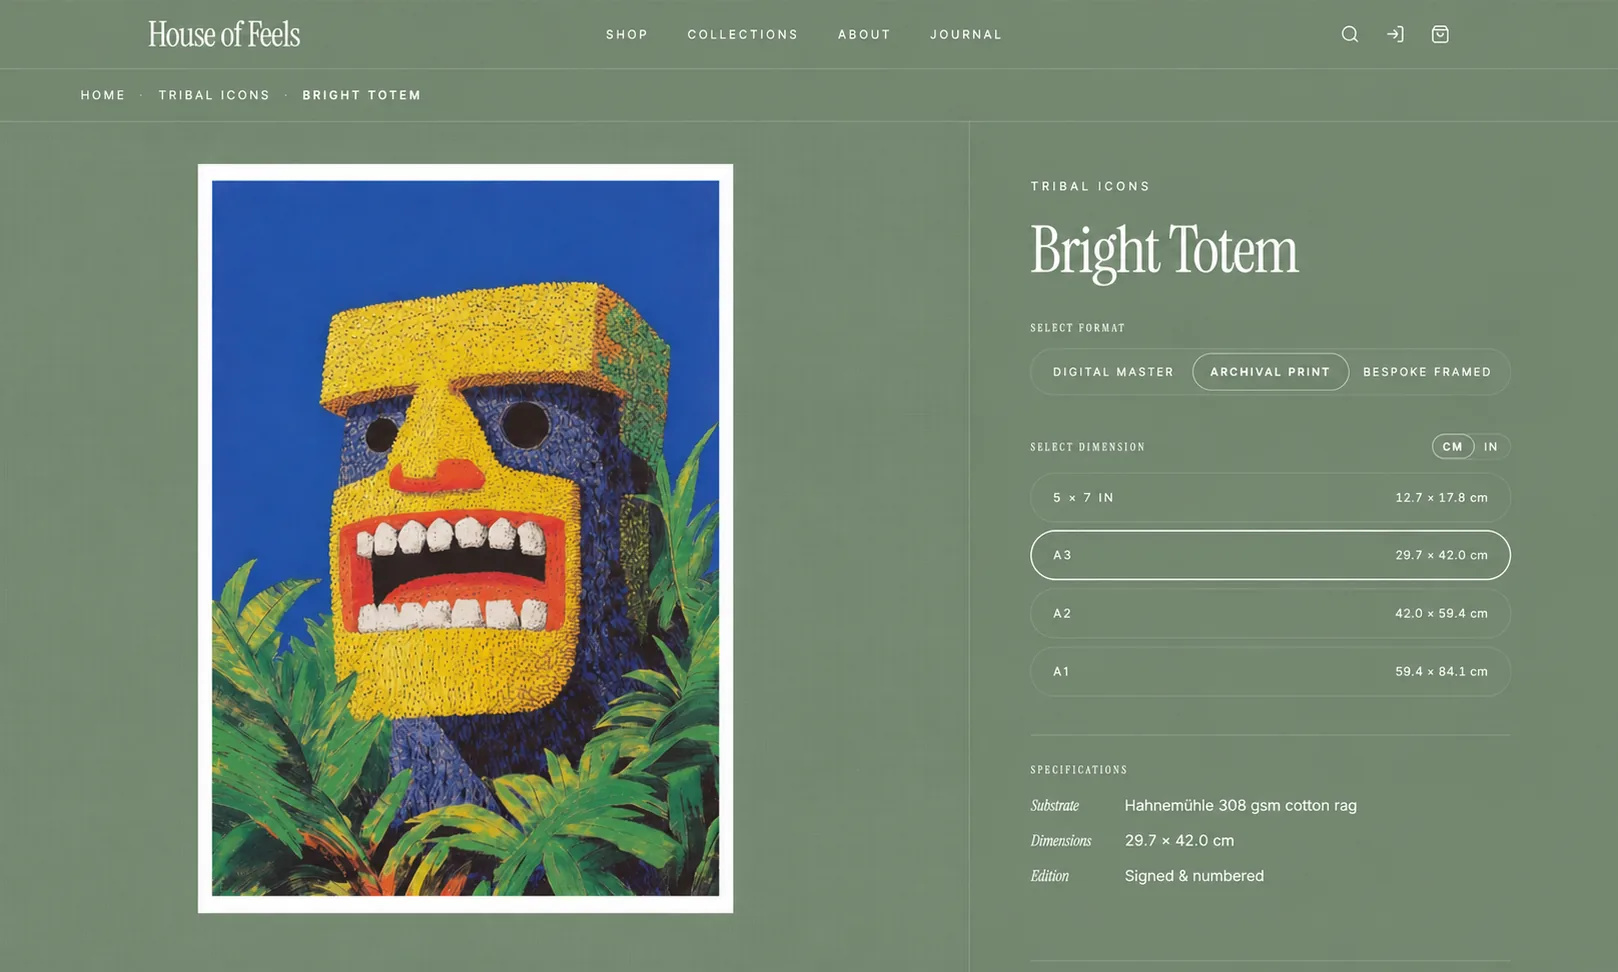 House of Feels
SHOP COLLECTIONS ABOUT JOURNAL
HOME · TRIBAL ICONS · BRIGHT TOTEM
TRIBAL ICONS
Bright Totem
SELECT FORMAT
DIGITAL MASTER ARCHIVAL PRINT BESPOKE FRAMED
SELECT DIMENSION CM IN
5 × 7 IN 12.7 × 17.8 cm
A3 29.7 × 42.0 cm
A2 42.0 × 59.4 cm
A1 59.4 × 84.1 cm
SPECIFICATIONS
Substrate Hahnemühle 308 gsm cotton rag
Dimensions 29.7 × 42.0 cm
Edition Signed & numbered